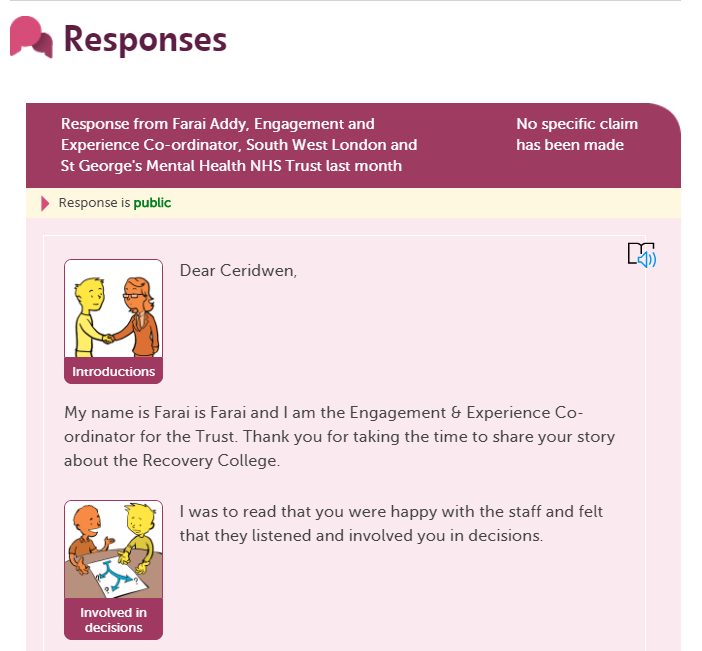 Responses
Response from Farai Addy, Engagement and
Experience Co-ordinator, South West London and
St George's Mental Health NHS Trust last month
No specific claim
has been made
Response is public
Dear Ceridwen,
Introductions
My name is Farai is Farai and I am the Engagement & Experience Co-
ordinator for the Trust. Thank you for taking the time to share your story
about the Recovery College.
I was to read that you were happy with the staff and felt
that they listened and involved you in decisions.
? ?
Involved in
decisions